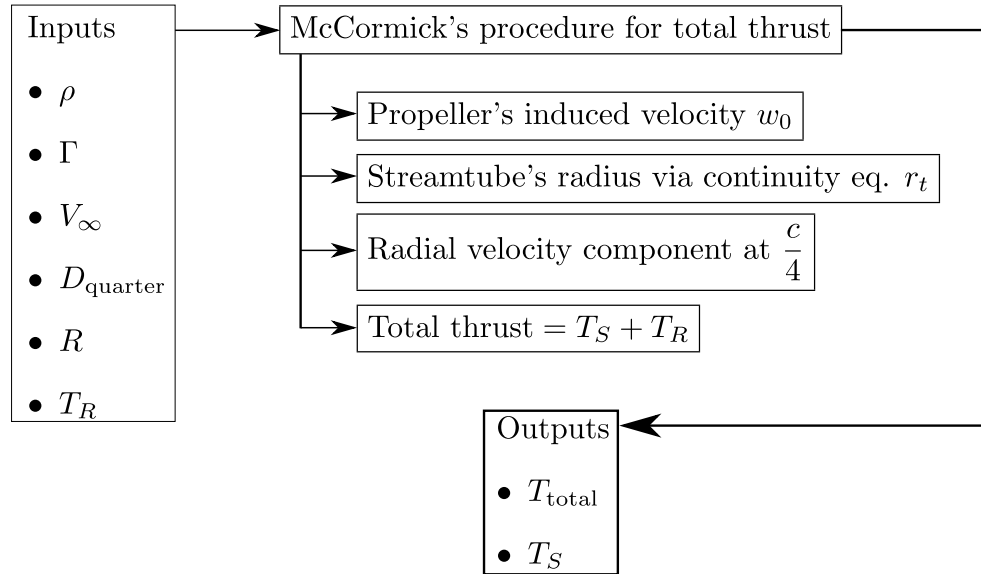 Inputs
• ρ
• Γ
• V∞
• D_quarter
• R
• T_R
McCormick's procedure for total thrust
Propeller's induced velocity w₀
Streamtube's radius via continuity eq. r_t
Radial velocity component at c/4
Total thrust = T_S + T_R
Outputs
• T_total
• T_S